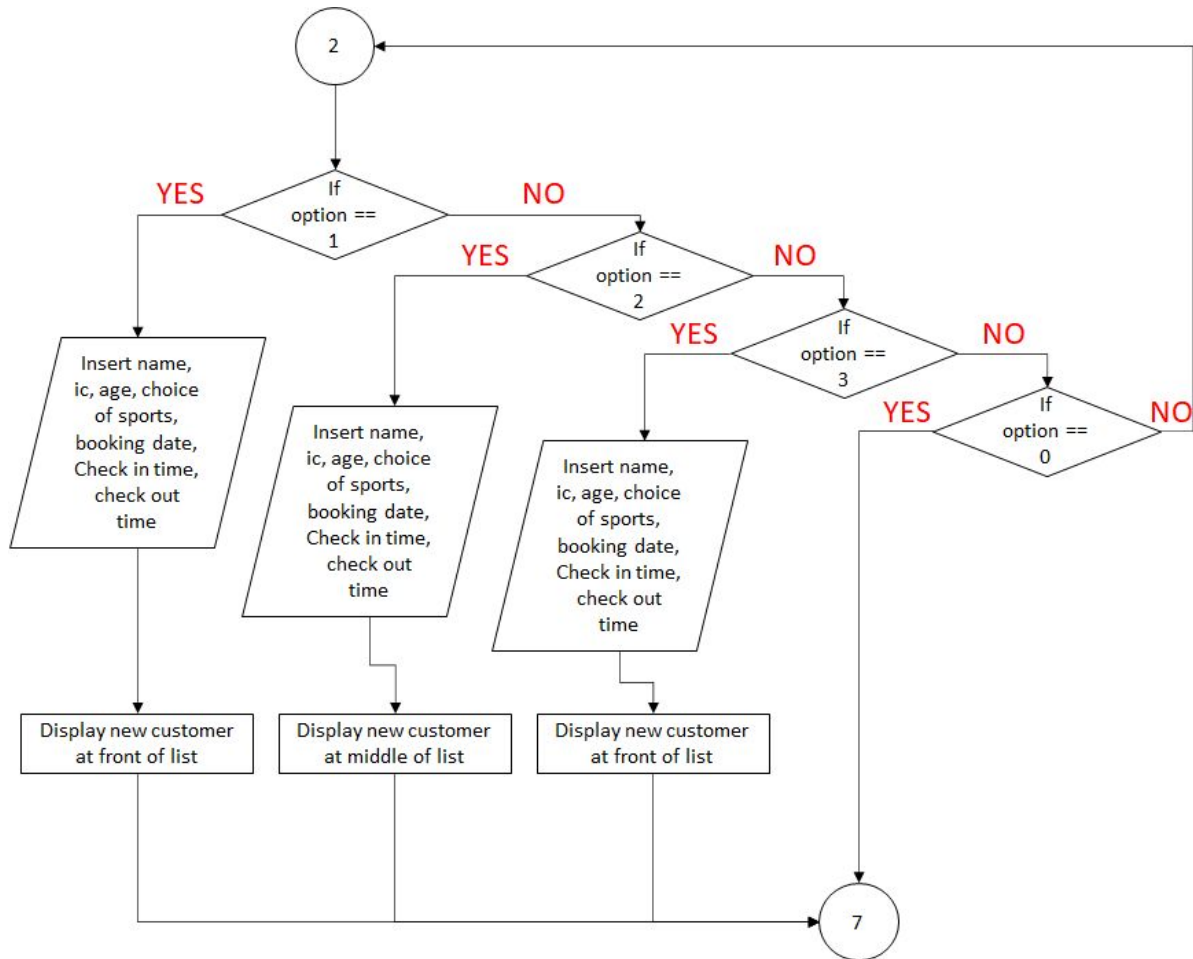 2
If
option ==
1
YES
NO
If
option ==
2
YES
NO
If
option ==
3
YES
NO
If
option ==
0
YES
NO
Insert name,
ic, age, choice
of sports,
booking date,
Check in time,
check out
time
Insert name,
ic, age, choice
of sports,
booking date,
Check in time,
check out
time
Insert name,
ic, age, choice
of sports,
booking date,
Check in time,
check out
time
Display new customer
at front of list
Display new customer
at middle of list
Display new customer
at front of list
7